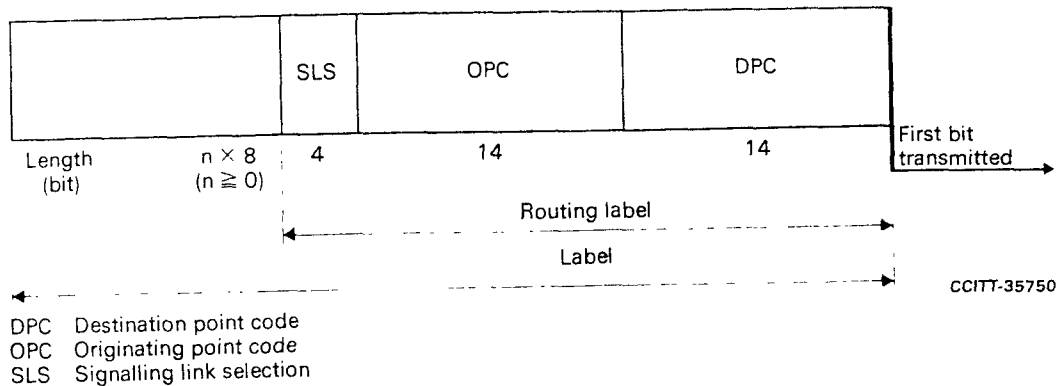 SLS OPC DPC
Length (bit)
n × 8 (n ≧ 0)
4
14
14
First bit transmitted
Routing label
Label
CCITT-35750
DPC Destination point code
OPC Originating point code
SLS Signalling link selection